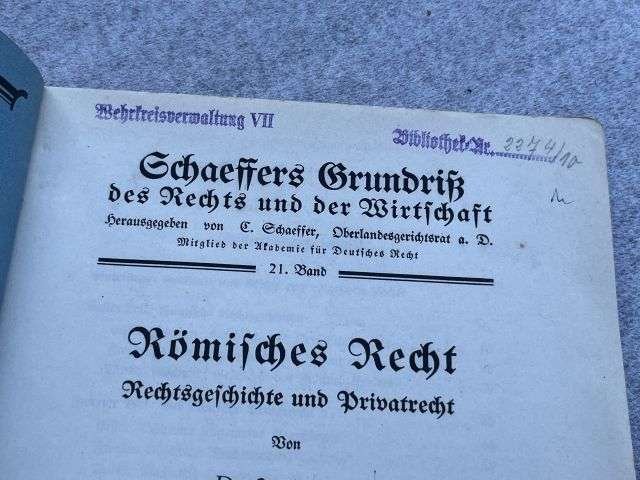 Wehrkreisverwaltung VII
Bibliothek-Nr. 2274/10
Schaeffers Grundriß
des Rechts und der Wirtschaft
Herausgegeben von C. Schaeffer, Oberlandesgerichtsrat a. D.
Mitglied der Akademie für Deutsches Recht
21. Band
Römisches Recht
Rechtsgeschichte und Privatrecht
Von